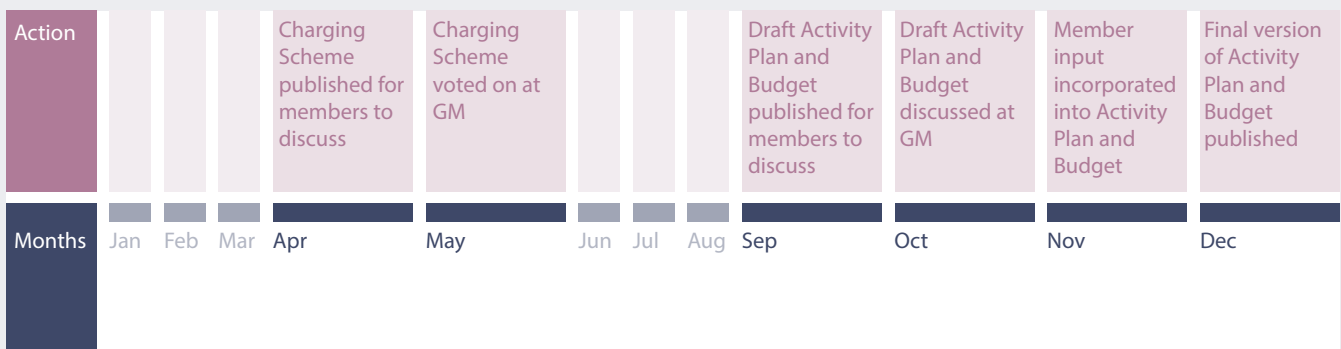 Action
Charging
Scheme
published for
members to
discuss
Charging
Scheme
voted on at
GM
Draft Activity
Plan and
Budget
published for
members to
discuss
Draft Activity
Plan and
Budget
discussed at
GM
Member
input
incorporated
into Activity
Plan and
Budget
Final version
of Activity
Plan and
Budget
published
Months
Jan
Feb
Mar
Apr
May
Jun
Jul
Aug
Sep
Oct
Nov
Dec